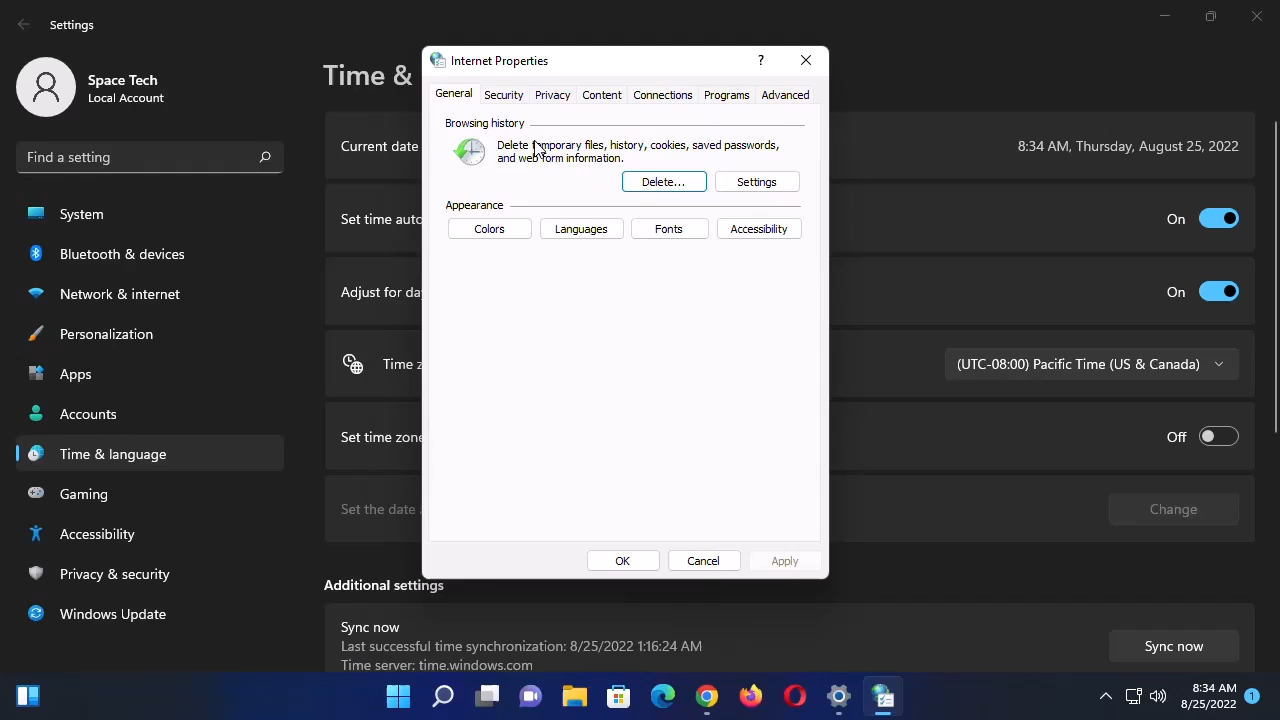 Settings
Space Tech
Local Account
Find a setting
System
Bluetooth & devices
Network & internet
Personalization
Apps
Accounts
Time & language
Gaming
Accessibility
Privacy & security
Windows Update
Time &
Current date
8:34 AM, Thursday, August 25, 2022
Set time auto
On
Adjust for da
On
Time z
(UTC-08:00) Pacific Time (US & Canada)
Set time zone
Off
Set the date
Change
Additional settings
Sync now
Last successful time synchronization: 8/25/2022 1:16:24 AM
Time server: time.windows.com
Sync now
Internet Properties
?
General Security Privacy Content Connections Programs Advanced
Browsing history
Delete temporary files, history, cookies, saved passwords,
and web form information.
Delete... Settings
Appearance
Colors Languages Fonts Accessibility
OK Cancel Apply
8:34 AM
8/25/2022
1